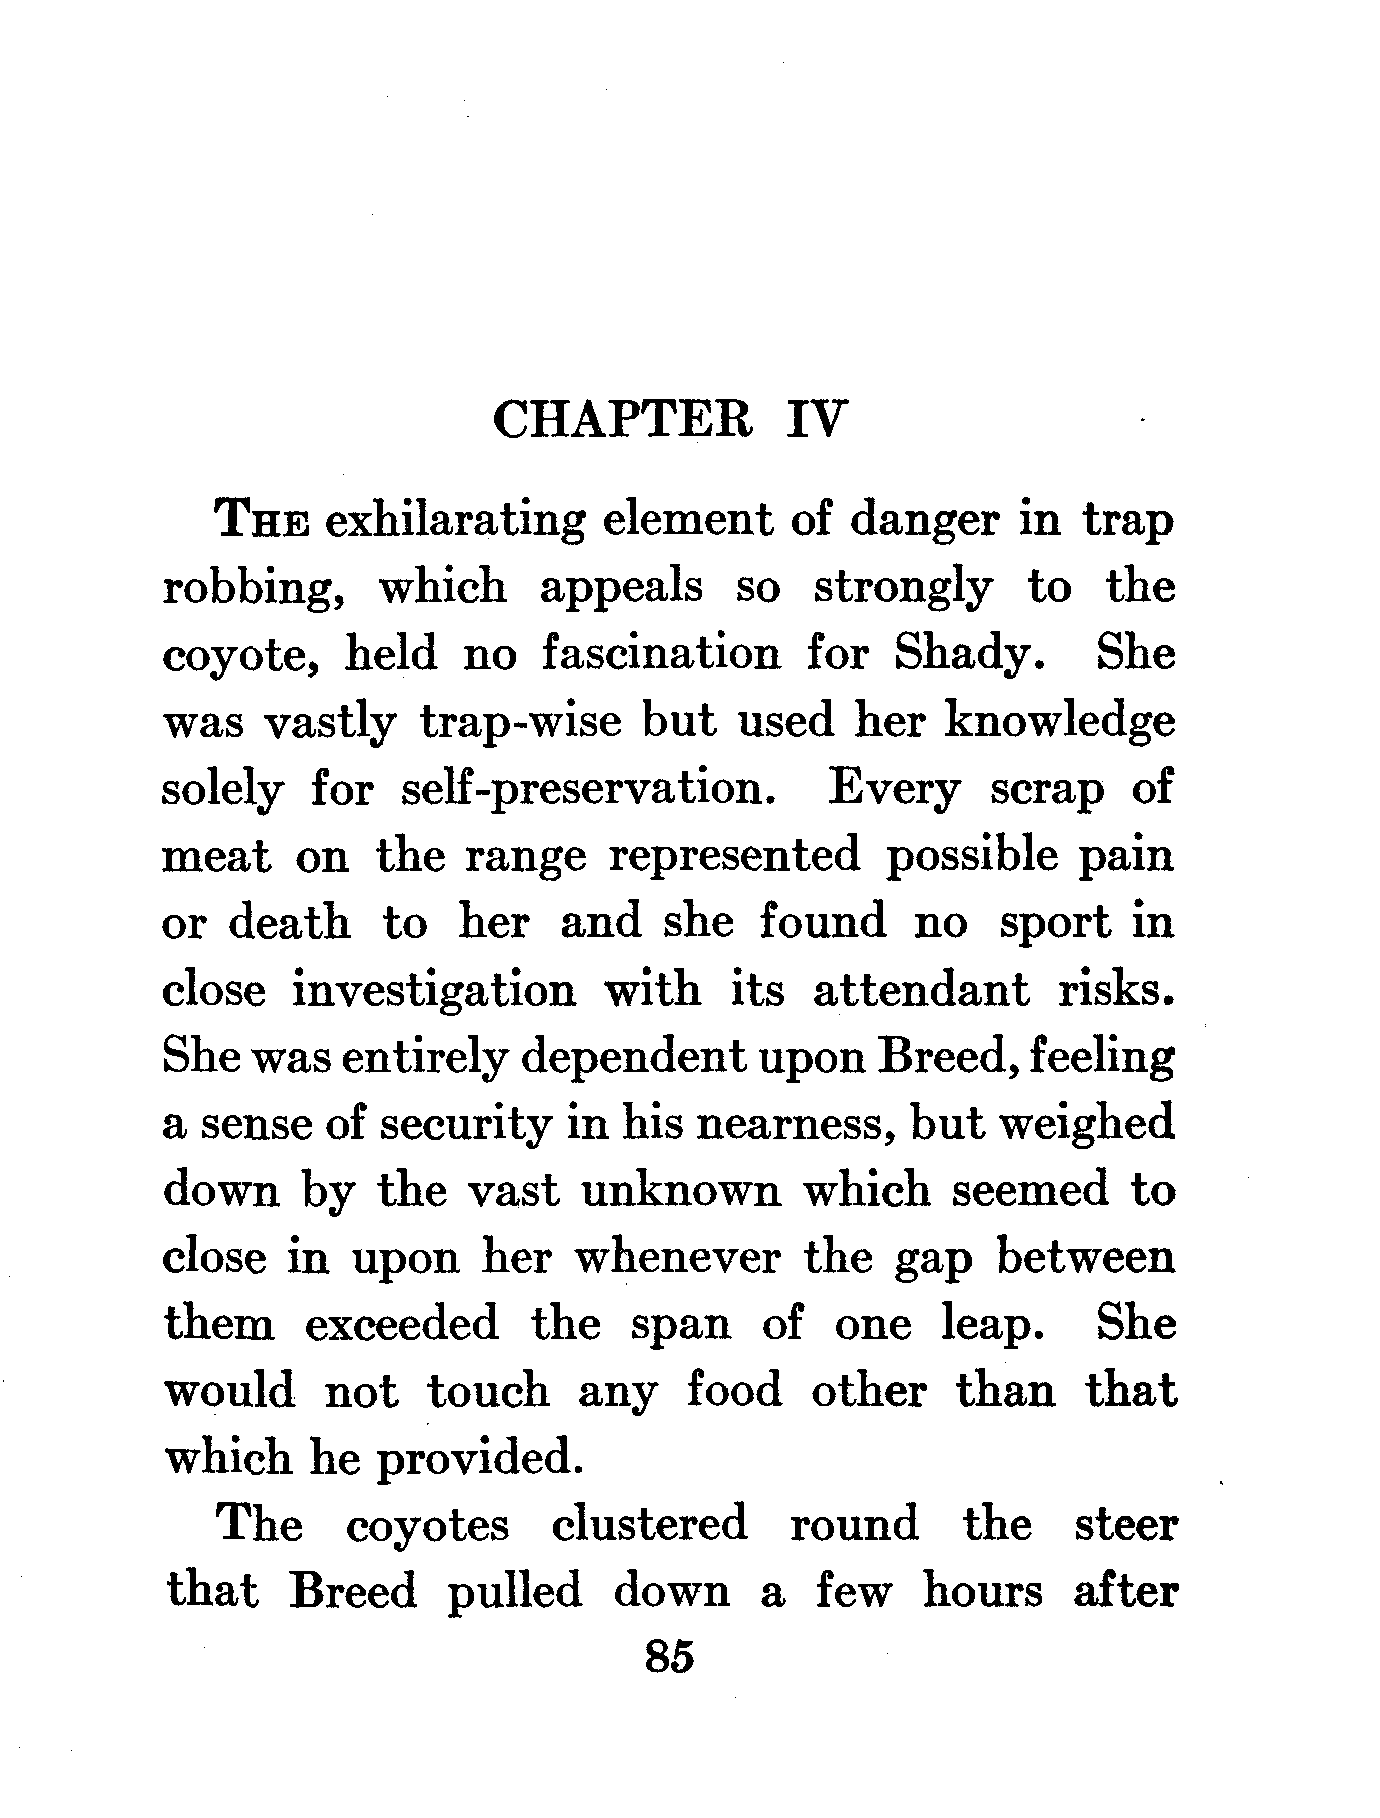 CHAPTER IV
THE exhilarating element of danger in trap
robbing, which appeals so strongly to the
coyote, held no fascination for Shady. She
was vastly trap-wise but used her knowledge
solely for self-preservation. Every scrap of
meat on the range represented possible pain
or death to her and she found no sport in
close investigation with its attendant risks.
She was entirely dependent upon Breed, feeling
a sense of security in his nearness, but weighed
down by the vast unknown which seemed to
close in upon her whenever the gap between
them exceeded the span of one leap. She
would not touch any food other than that
which he provided.
The coyotes clustered round the steer
that Breed pulled down a few hours after
85